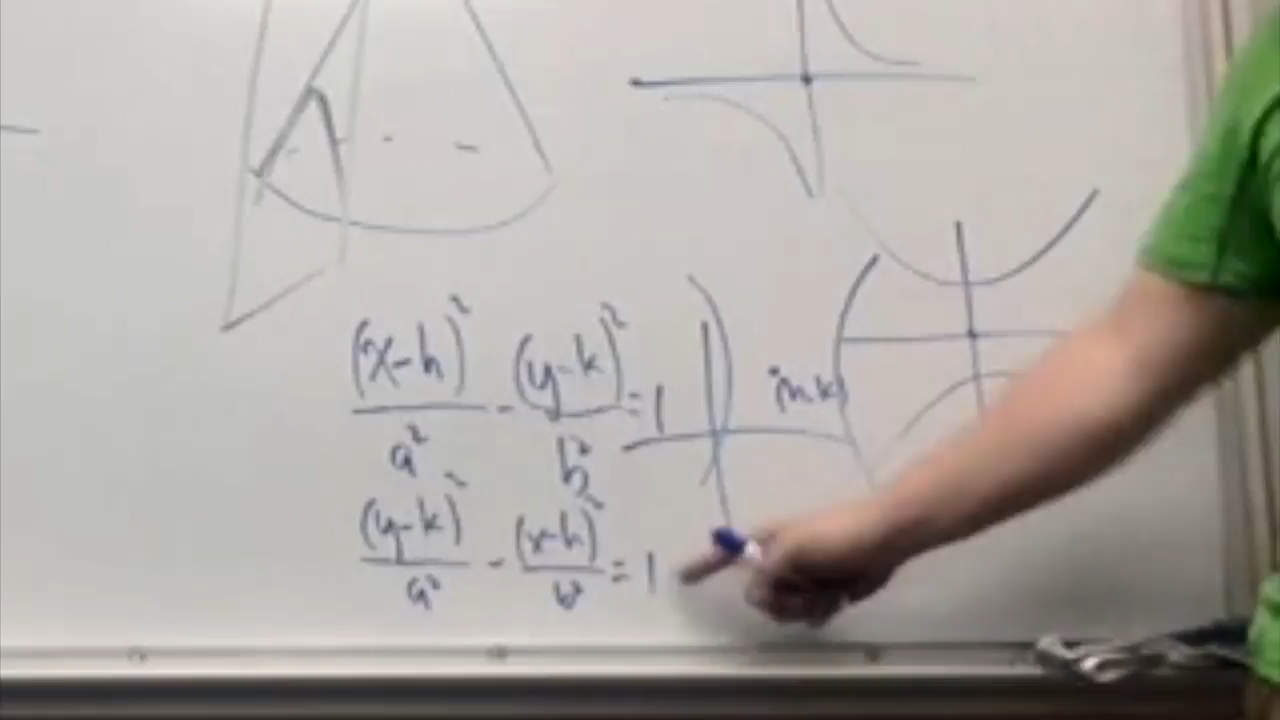 (x-h)²/a² - (y-k)²/b² = 1
(h,k)
(y-k)²/a² - (x-h)²/b² = 1